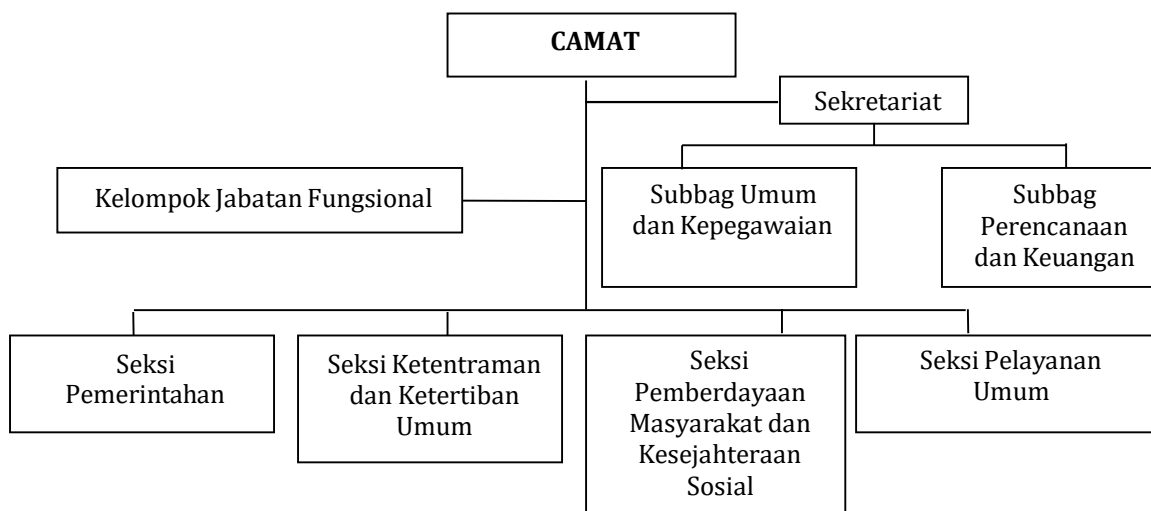 CAMAT
Sekretariat
Kelompok Jabatan Fungsional
Subbag Umum
dan Kepegawaian
Subbag
Perencanaan
dan Keuangan
Seksi
Pemerintahan
Seksi Ketentraman
dan Ketertiban
Umum
Seksi
Pemberdayaan
Masyarakat dan
Kesejahteraan
Sosial
Seksi Pelayanan
Umum